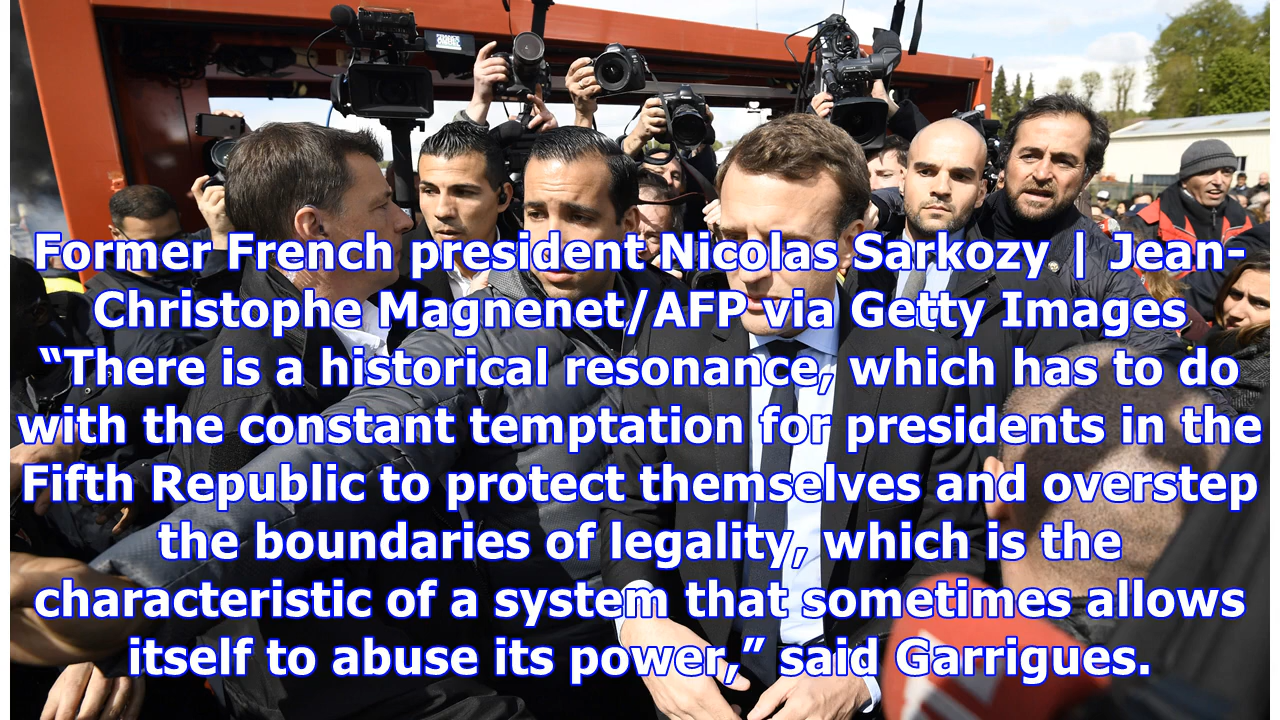 Former French president Nicolas Sarkozy | Jean-
Christophe Magnenet/AFP via Getty Images
“There is a historical resonance, which has to do
with the constant temptation for presidents in the
Fifth Republic to protect themselves and overstep
the boundaries of legality, which is the
characteristic of a system that sometimes allows
itself to abuse its power,” said Garrigues.